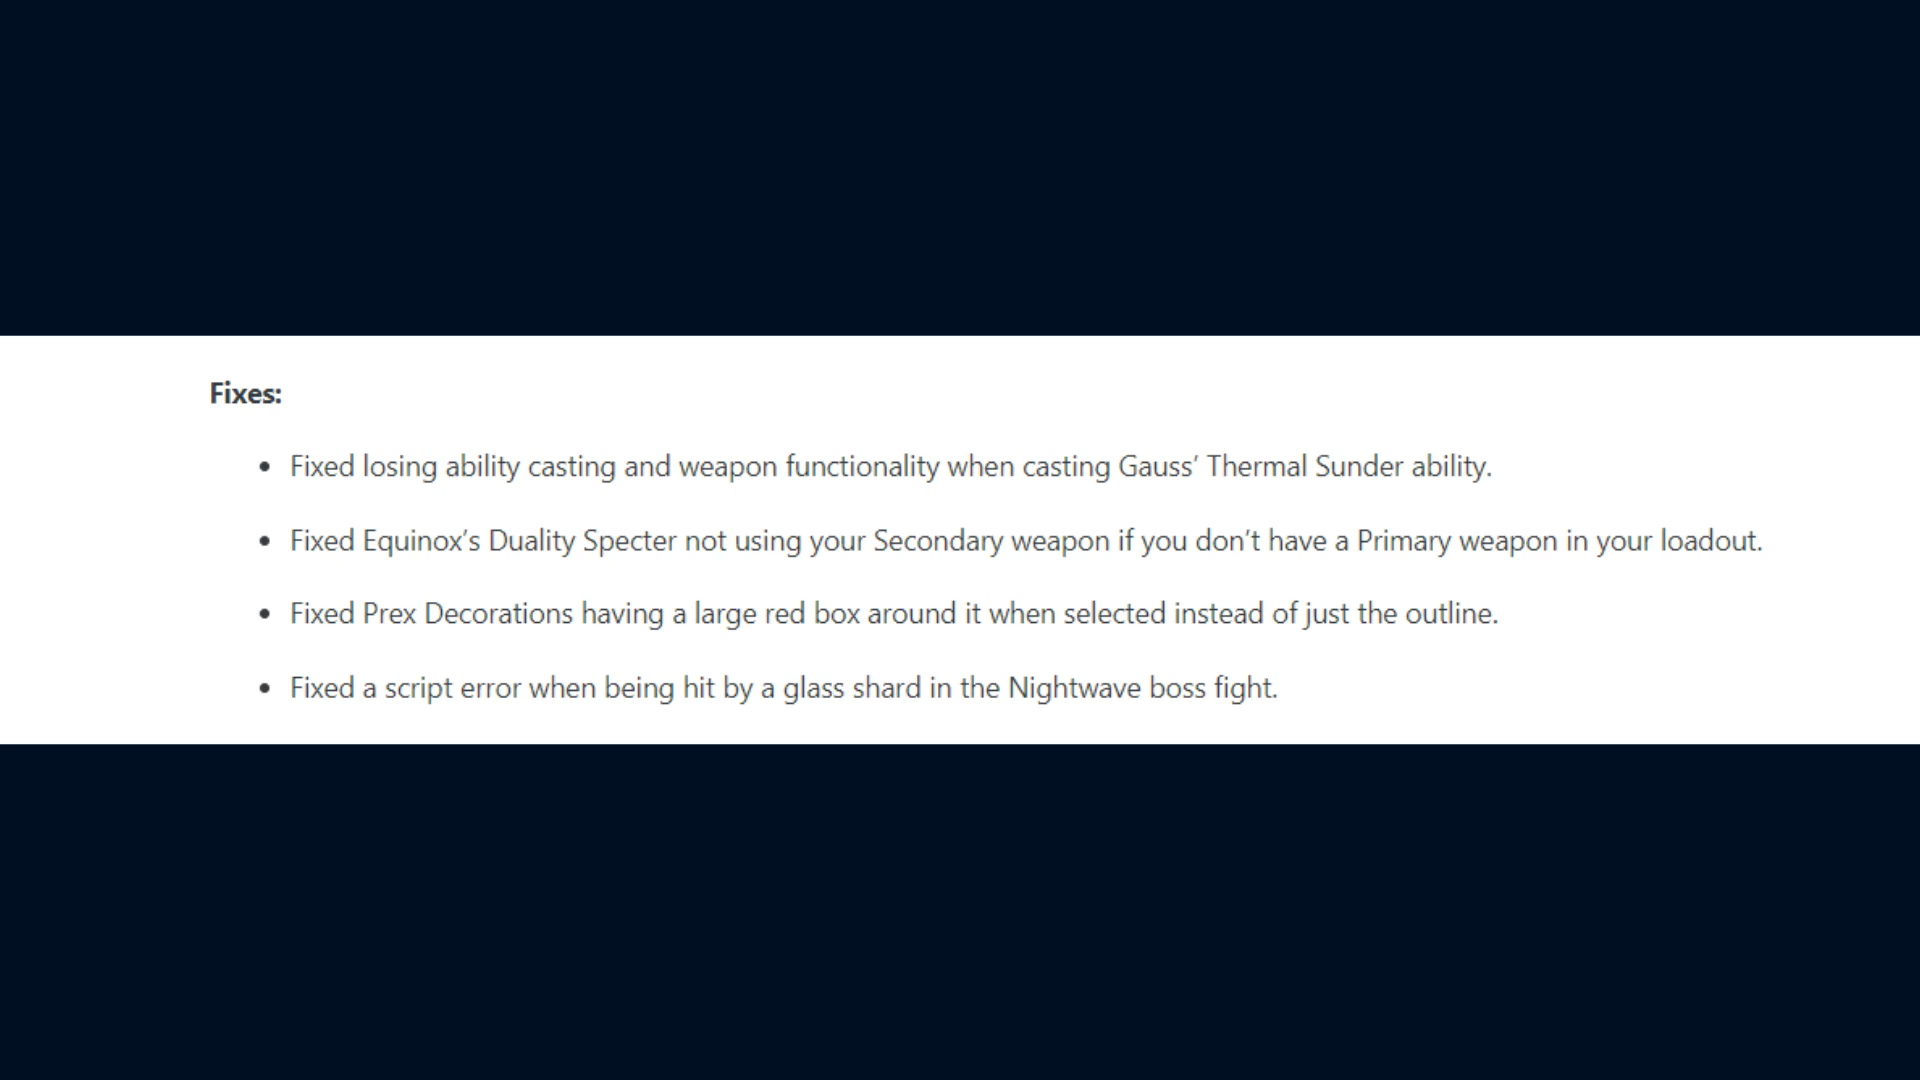 Fixes:
• Fixed losing ability casting and weapon functionality when casting Gauss’ Thermal Sunder ability.
• Fixed Equinox’s Duality Specter not using your Secondary weapon if you don’t have a Primary weapon in your loadout.
• Fixed Prex Decorations having a large red box around it when selected instead of just the outline.
• Fixed a script error when being hit by a glass shard in the Nightwave boss fight.